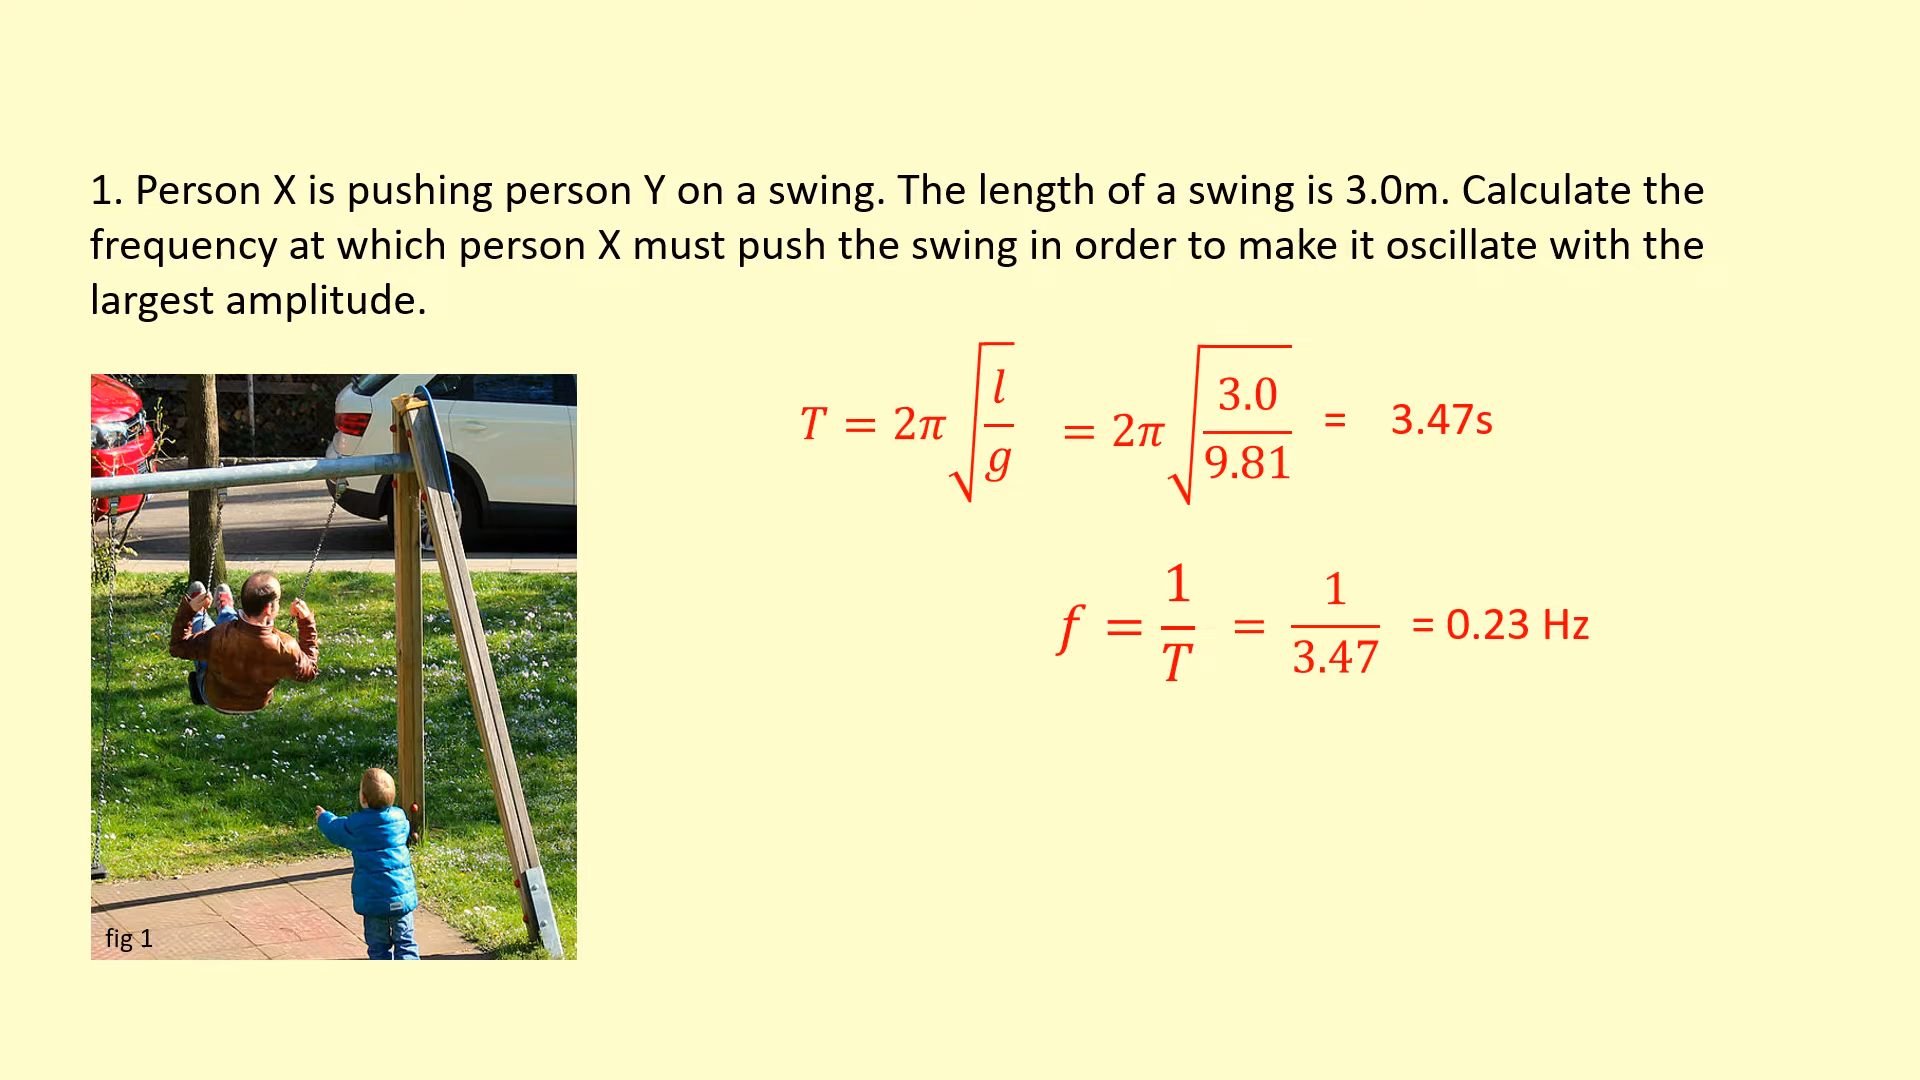 1. Person X is pushing person Y on a swing. The length of a swing is 3.0m. Calculate the
frequency at which person X must push the swing in order to make it oscillate with the
largest amplitude.
T = 2π√(l/g) = 2π√(3.0/9.81) = 3.47s
f = 1/T = 1/3.47 = 0.23 Hz
fig 1